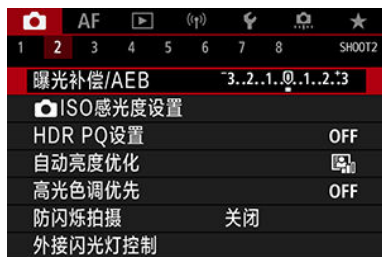 AF
1 2 3 4 5 6 7 8 SHOOT2
曝光补偿/AEB -3..2..1..0..1..2.+3
ISO感光度设置
HDR PQ设置 OFF
自动亮度优化
高光色调优先 OFF
防闪烁拍摄 关闭
外接闪光灯控制